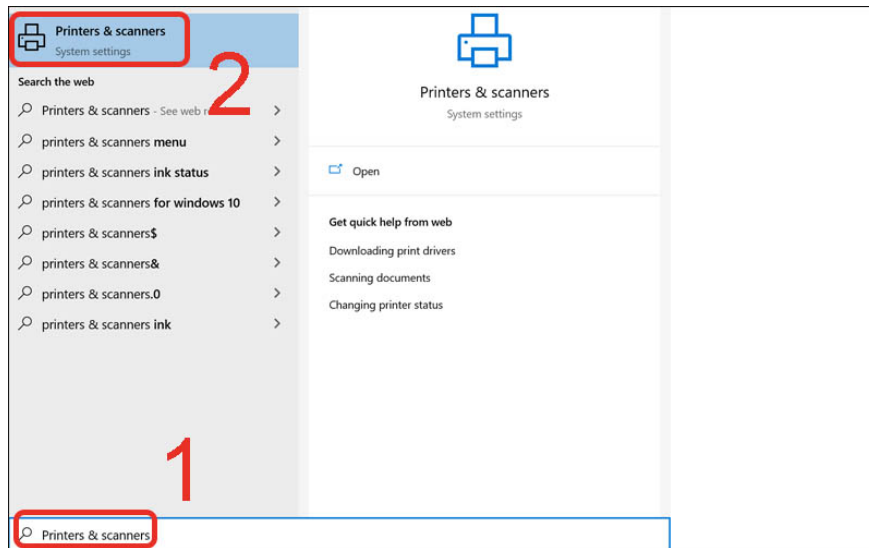 Printers & scanners
System settings
2
Search the web
Printers & scanners - See web
printers & scanners menu
printers & scanners ink status
printers & scanners for windows 10
printers & scanners$
printers & scanners&
printers & scanners.0
printers & scanners ink
1
Printers & scanners
Printers & scanners
System settings
Open
Get quick help from web
Downloading print drivers
Scanning documents
Changing printer status